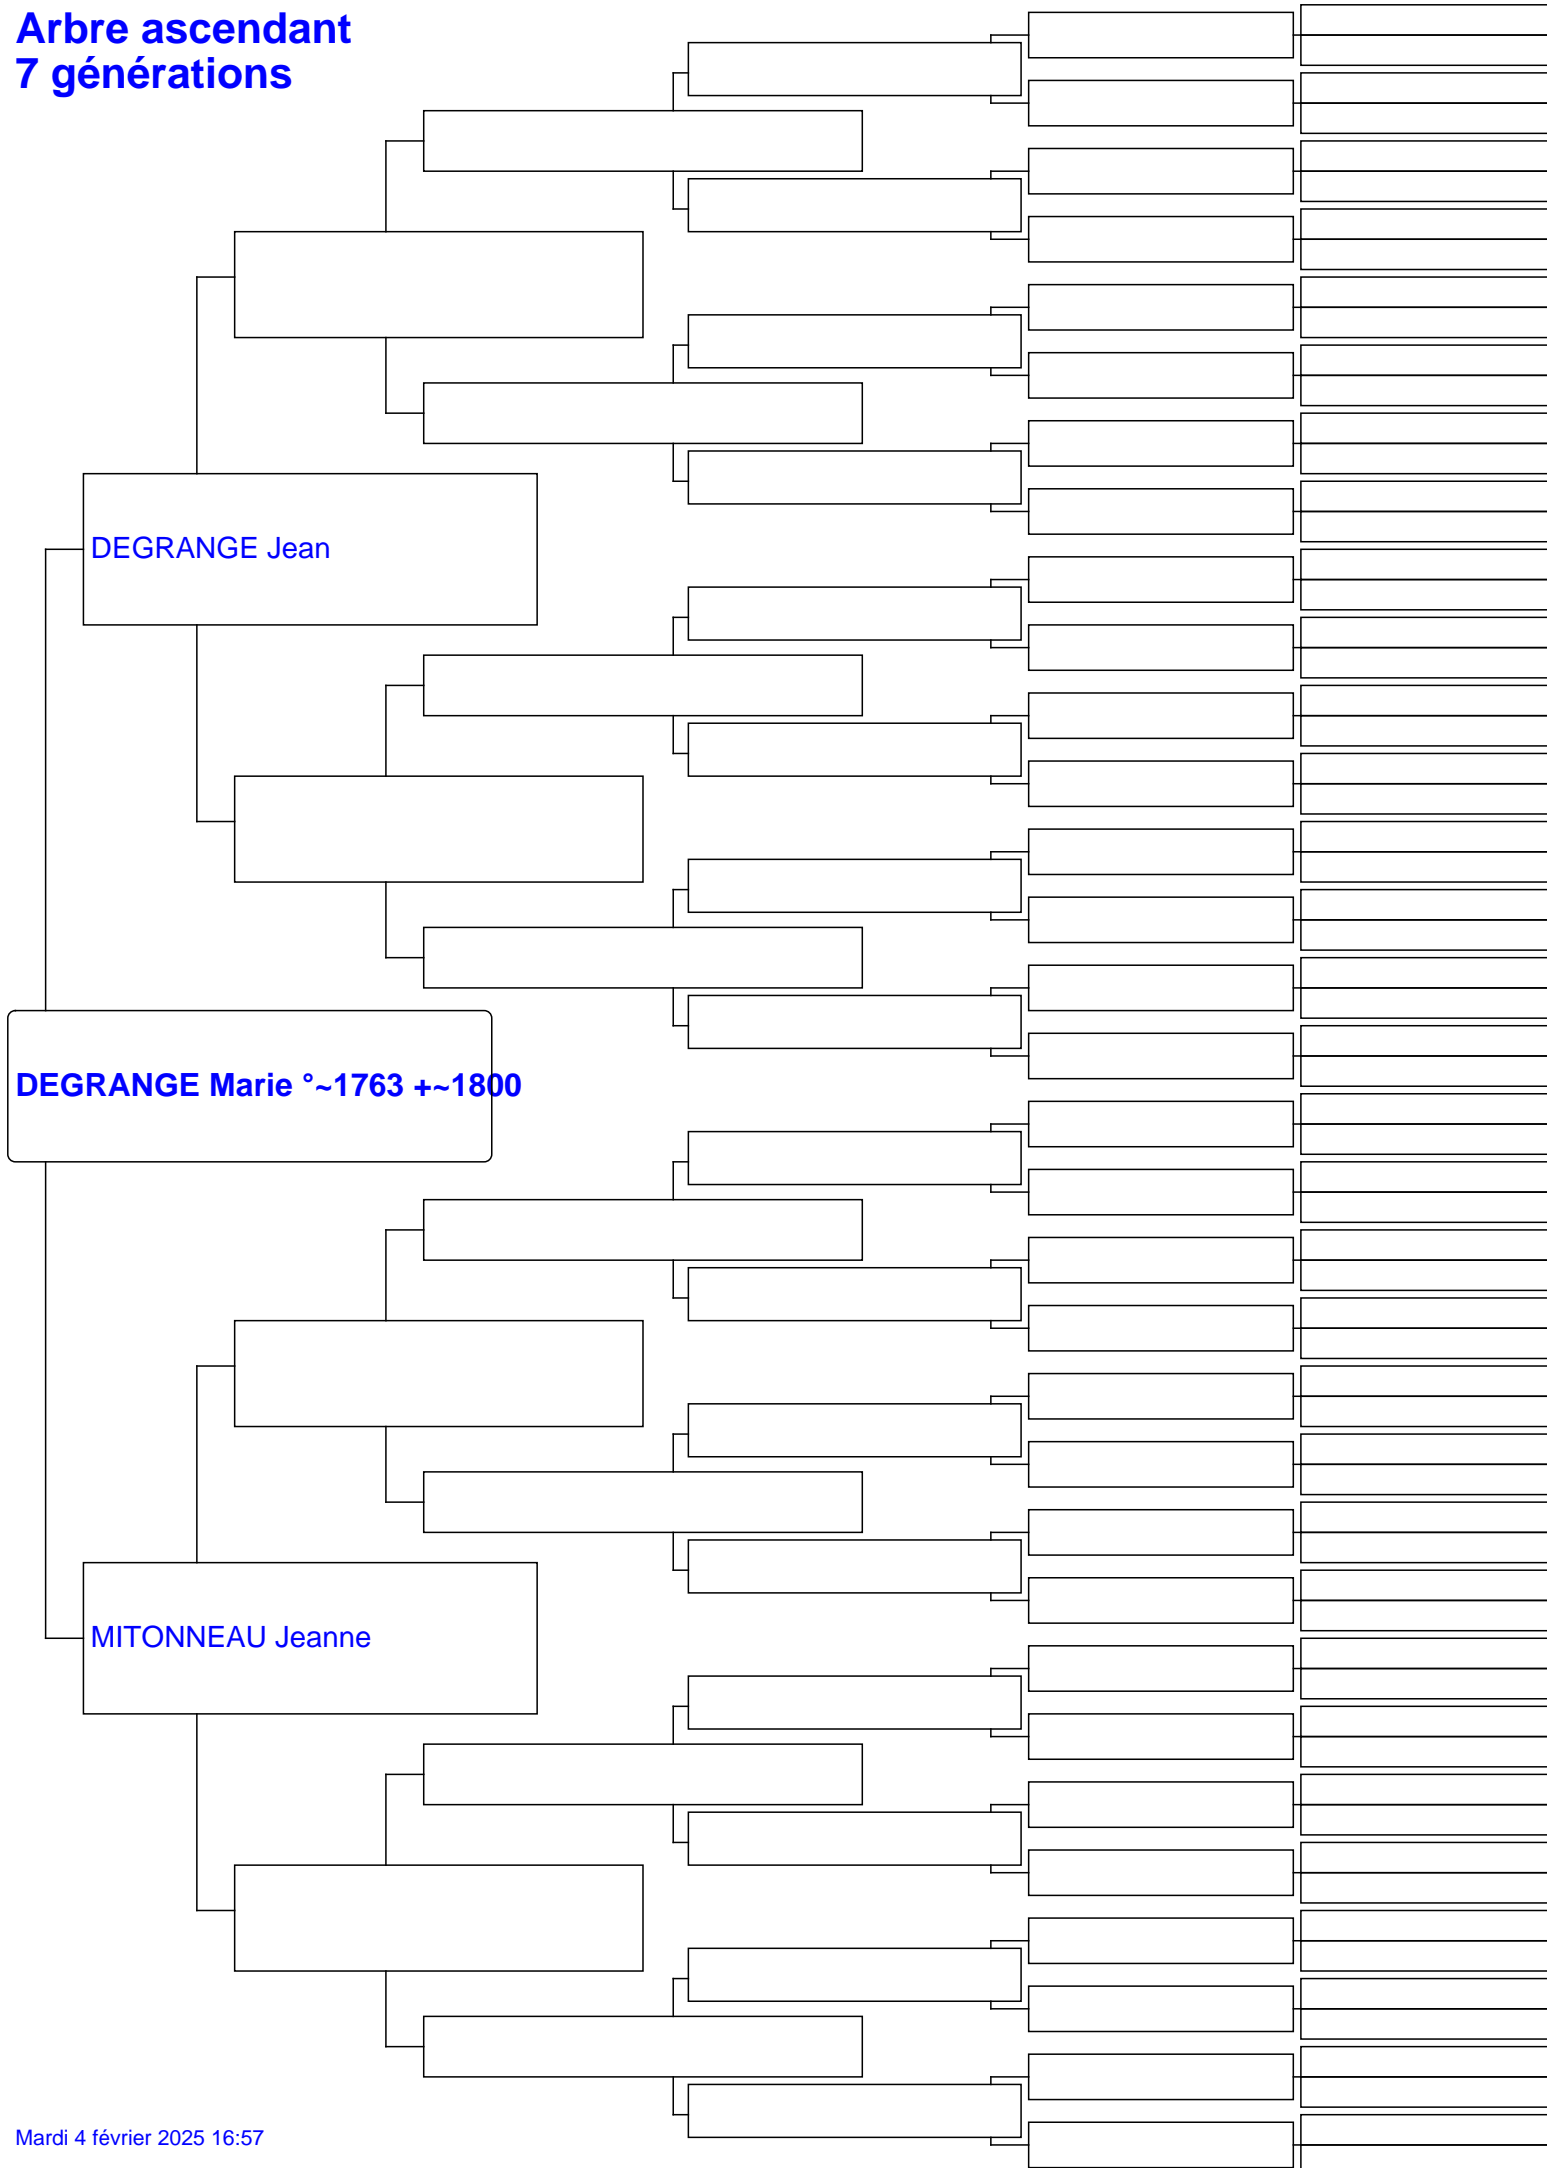 Arbre ascendant
7 générations
DEGRANGE Jean
DEGRANGE Marie °~1763 +~1800
MITONNEAU Jeanne
Mardi 4 février 2025 16:57